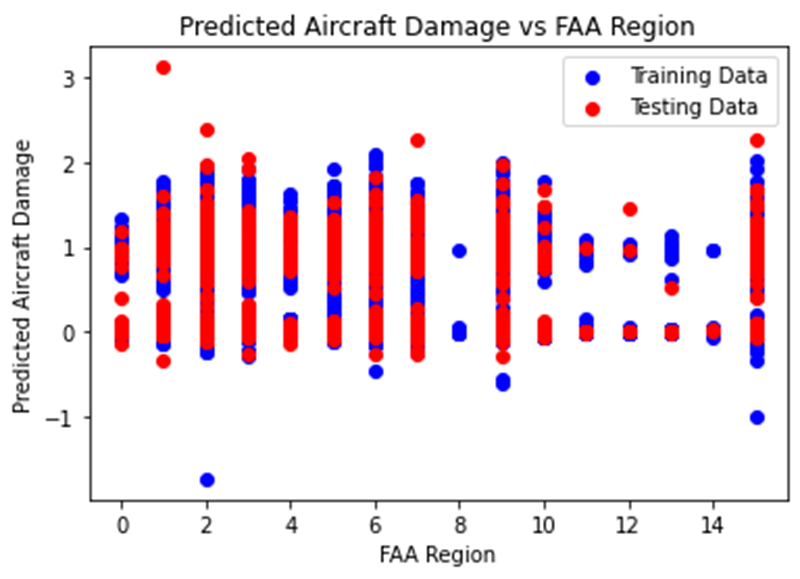 Predicted Aircraft Damage vs FAA Region
Training Data
Testing Data
Predicted Aircraft Damage
3
2
1
0
−1
0 2 4 6 8 10 12 14
FAA Region